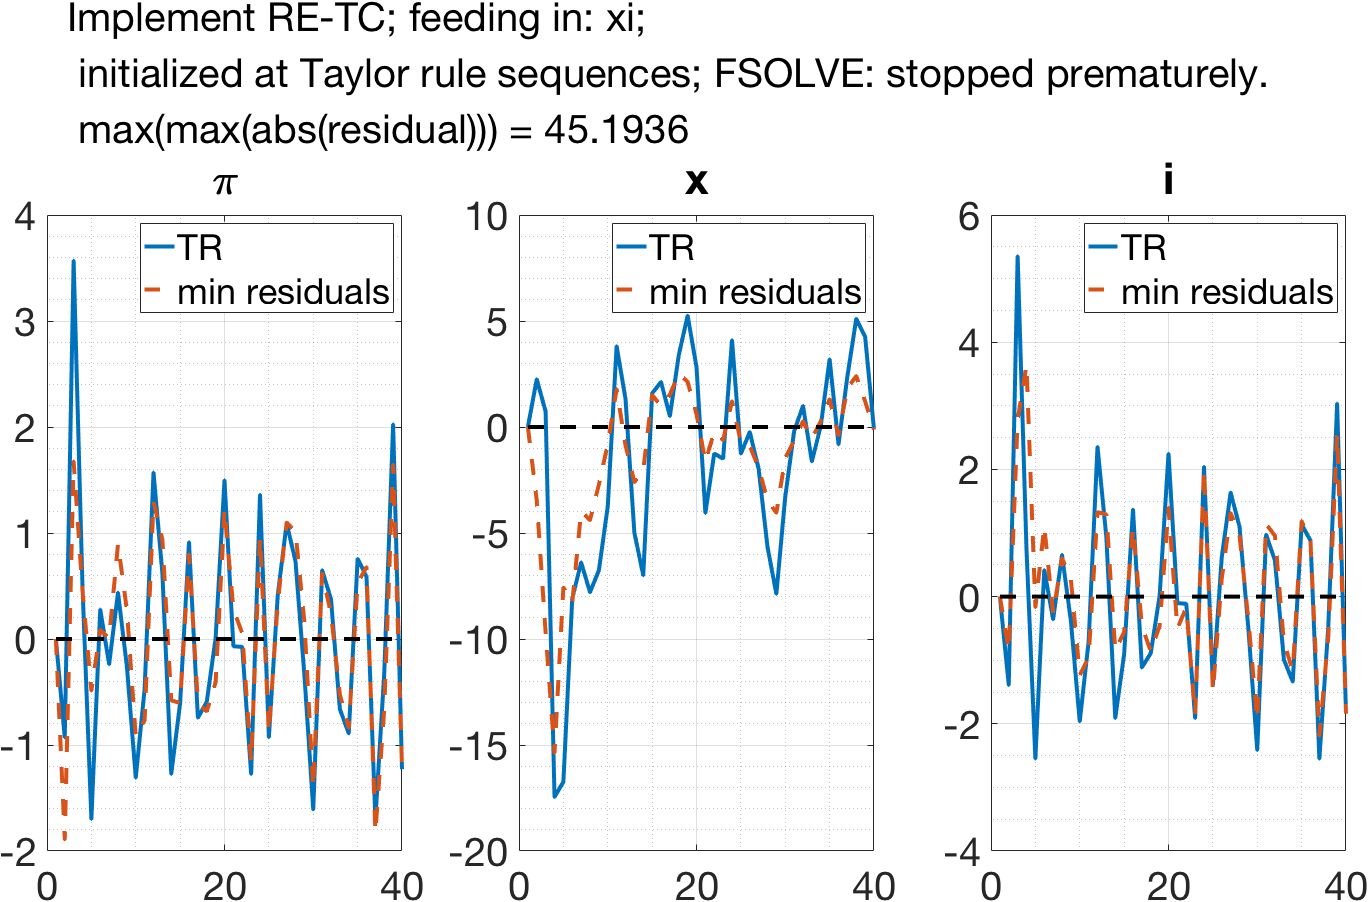 Implement RE-TC; feeding in: xi;
initialized at Taylor rule sequences; FSOLVE: stopped prematurely.
max(max(abs(residual))) = 45.1936
π
4
3
2
1
0
-1
-2
0
20
40
TR
min residuals
x
10
5
0
-5
-10
-15
-20
0
20
40
TR
min residuals
i
6
4
2
0
-2
-4
0
20
40
TR
min residuals